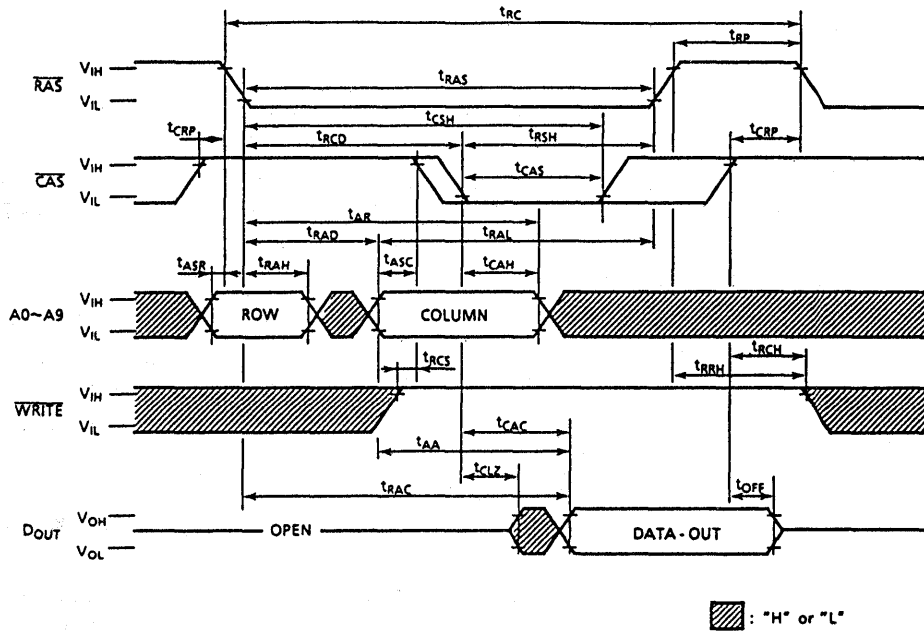 tRC
tRP
RAS VIH
tRAS
VIL
tCSH
tCRP tRCD tRSH tCRP
CAS VIH
tCAS
VIL
tAR
tRAD tRAL
tASR tRAH tASC tCAH
A0~A9 VIH ROW COLUMN
VIL
tRCS tRCH
tRRH
WRITE VIH
VIL
tCAC
tAA
tCLZ
tRAC tOFF
DOUT VOH
OPEN DATA-OUT
VOL
: "H" or "L"